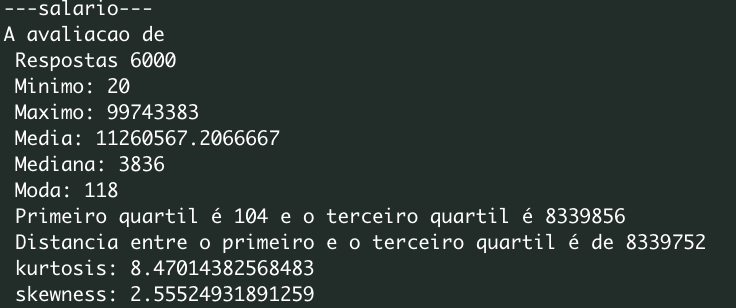 ---salario---
A avaliacao de
Respostas 6000
Minimo: 20
Maximo: 99743383
Media: 11260567.2066667
Mediana: 3836
Moda: 118
Primeiro quartil é 104 e o terceiro quartil é 8339856
Distancia entre o primeiro e o terceiro quartil é de 8339752
kurtosis: 8.47014382568483
skewness: 2.55524931891259